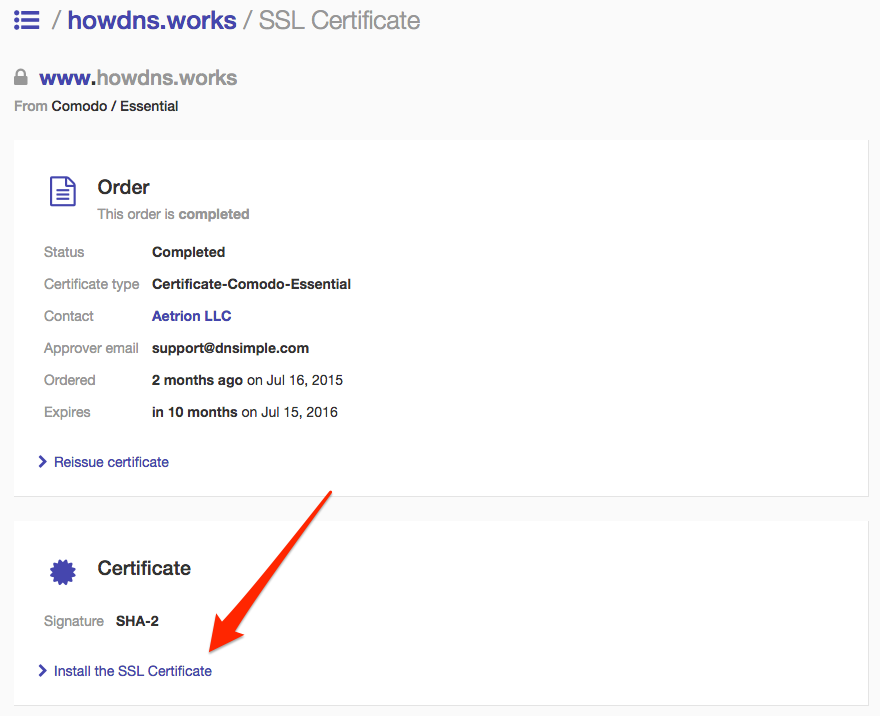 / howdns.works / SSL Certificate
www.howdns.works
From Comodo / Essential
Order
This order is completed
Status Completed
Certificate type Certificate-Comodo-Essential
Contact Aetrion LLC
Approver email support@dnsimple.com
Ordered 2 months ago on Jul 16, 2015
Expires in 10 months on Jul 15, 2016
Reissue certificate
Certificate
Signature SHA-2
Install the SSL Certificate